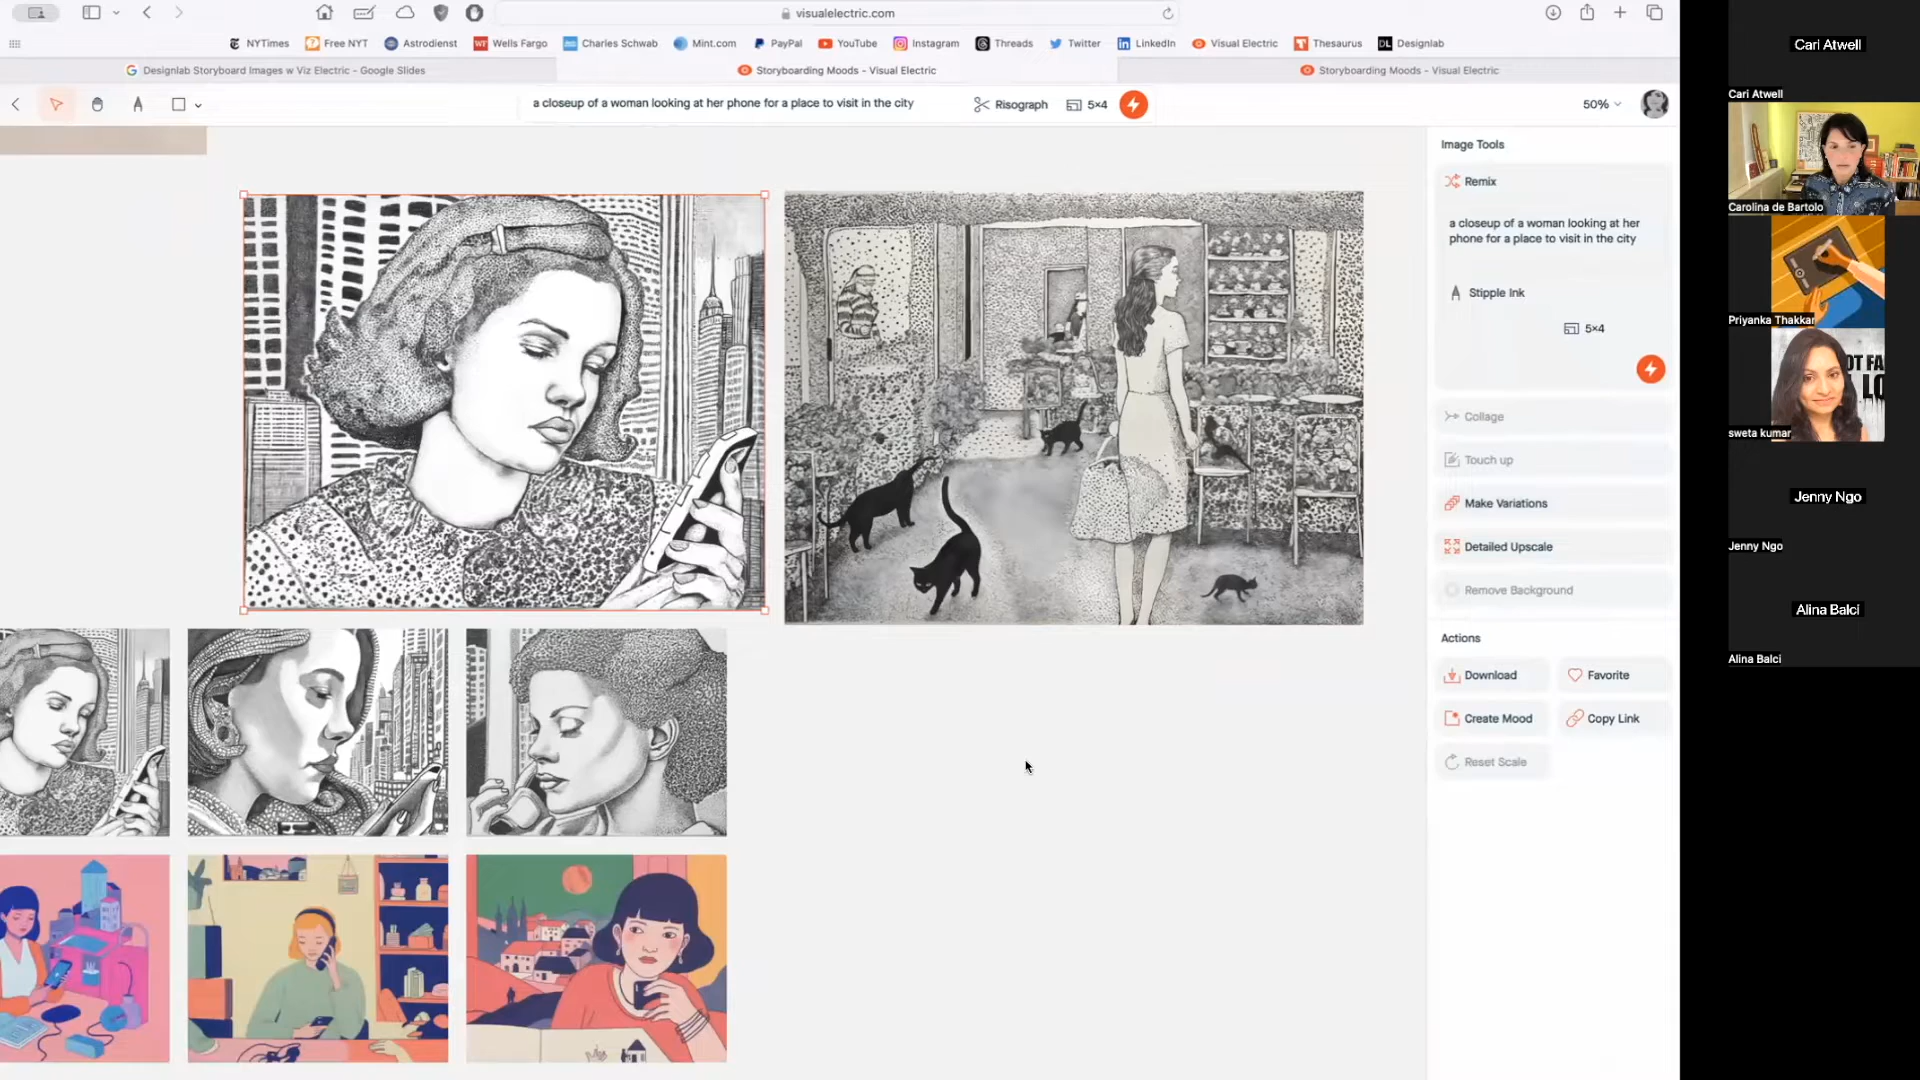 visualelectric.com
NYTimes
Free NYT
Astrodienst
Wells Fargo
Charles Schwab
Mint.com
PayPal
YouTube
Instagram
Threads
Twitter
LinkedIn
Visual Electric
Thesaurus
DL Designlab
Designlab Storyboard Images w Viz Electric - Google Slides
Storyboarding Moods - Visual Electric
Storyboarding Moods - Visual Electric
a closeup of a woman looking at her phone for a place to visit in the city
Risograph
5×4
50%
Image Tools
Remix
a closeup of a woman looking at her
phone for a place to visit in the city
Stipple Ink
5×4
Collage
Touch up
Make Variations
Detailed Upscale
Remove Background
Actions
Download
Favorite
Create Mood
Copy Link
Reset Scale
Cari Atwell
Cari Atwell
Carolina de Bartolo
Priyanka Thakkar
OT FA
LO
sweta kumar
Jenny Ngo
Jenny Ngo
Alina Balci
Alina Balci